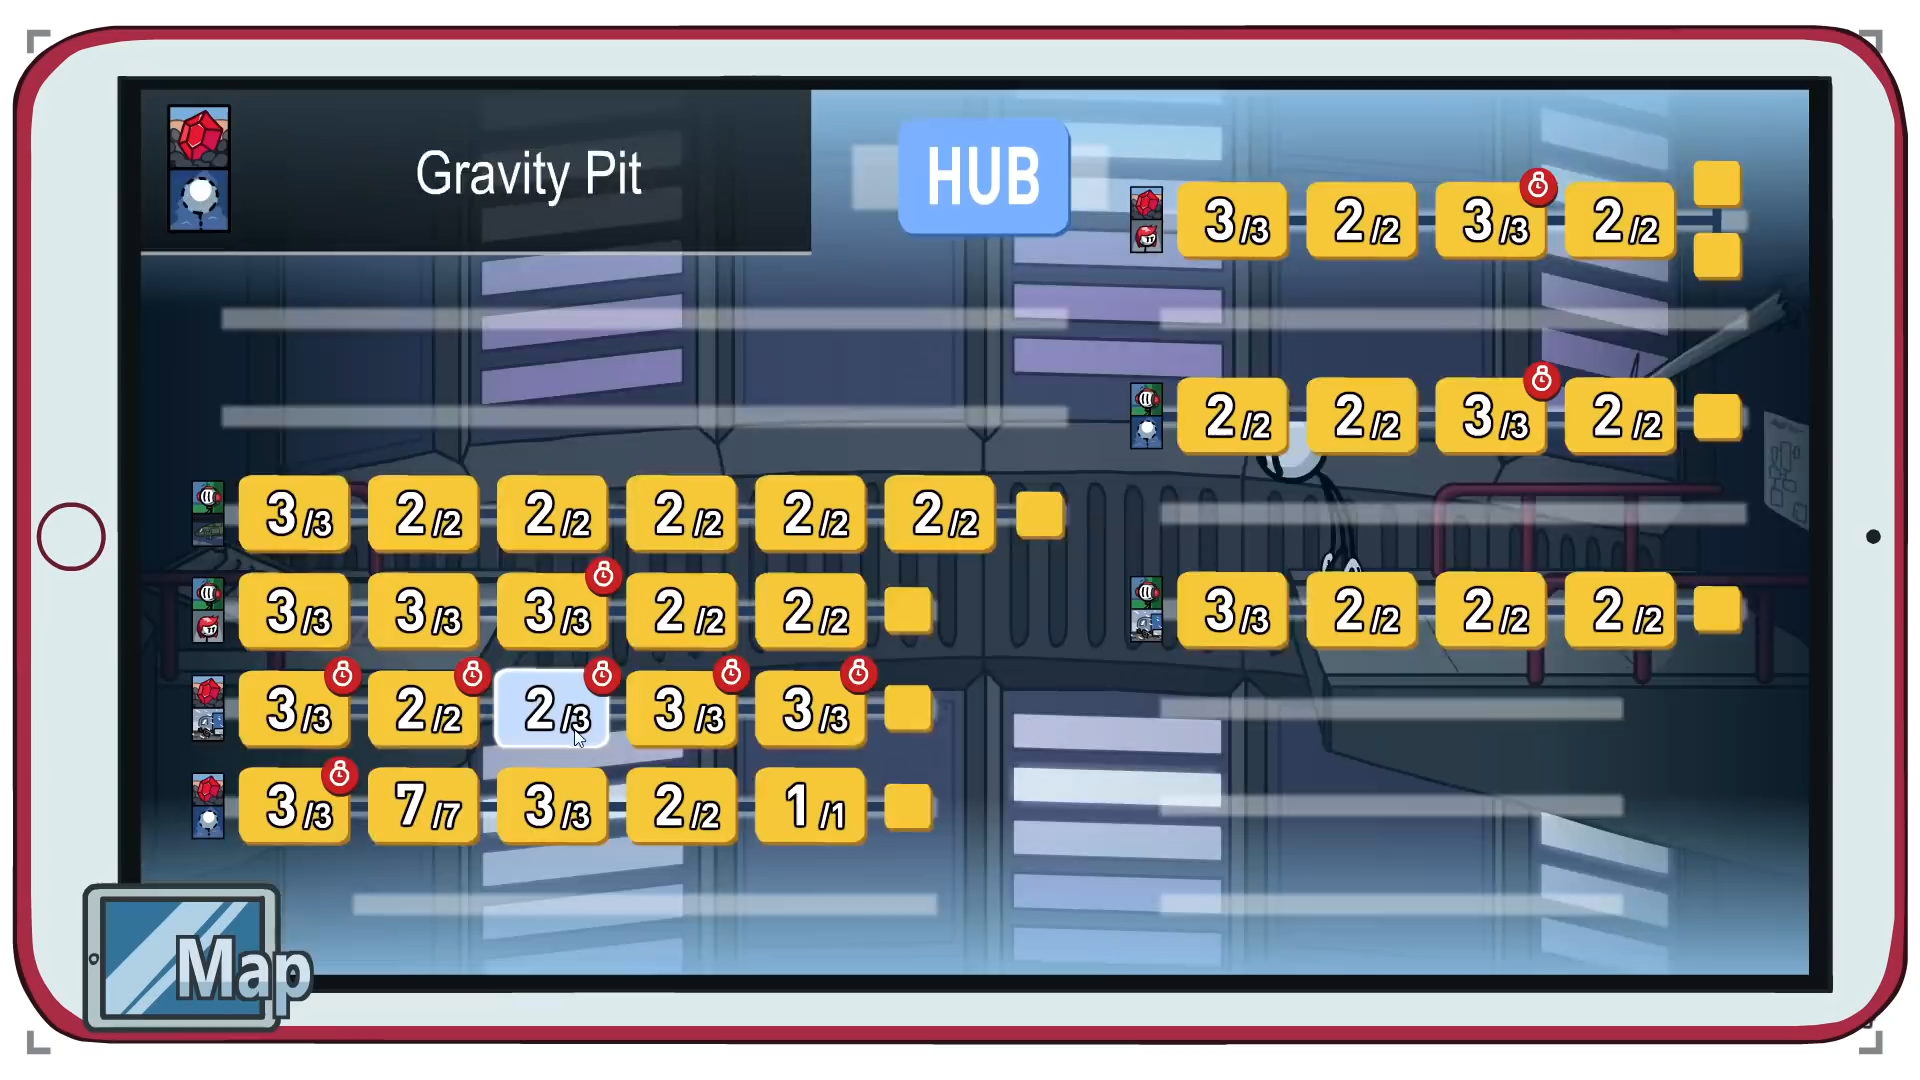 Gravity Pit
HUB
3/3 2/2 3/3 2/2
2/2 2/2 3/3 2/2
3/3 2/2 2/2 2/2 2/2 2/2
3/3 3/3 3/3 2/2 2/2
3/3 2/2 2/2 2/2
3/3 2/2 2/3 3/3 3/3
3/3 7/7 3/3 2/2 1/1
Map